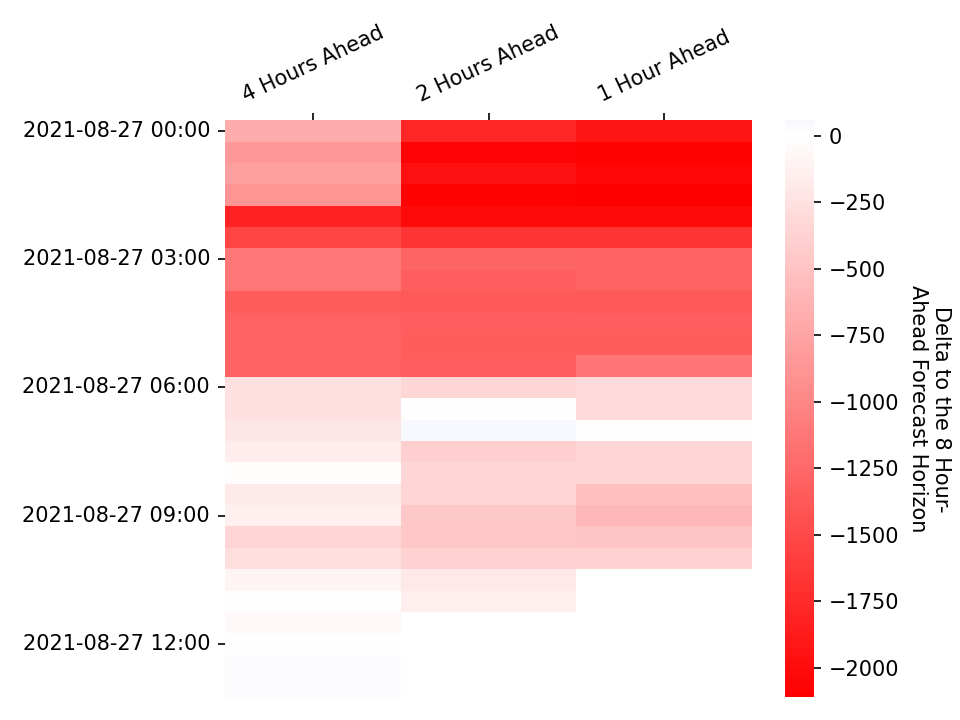 4 Hours Ahead
2 Hours Ahead
1 Hour Ahead
2021-08-27 00:00
2021-08-27 03:00
2021-08-27 06:00
2021-08-27 09:00
2021-08-27 12:00
0
−250
−500
−750
−1000
−1250
−1500
−1750
−2000
Delta to the 8 Hour-
Ahead Forecast Horizon